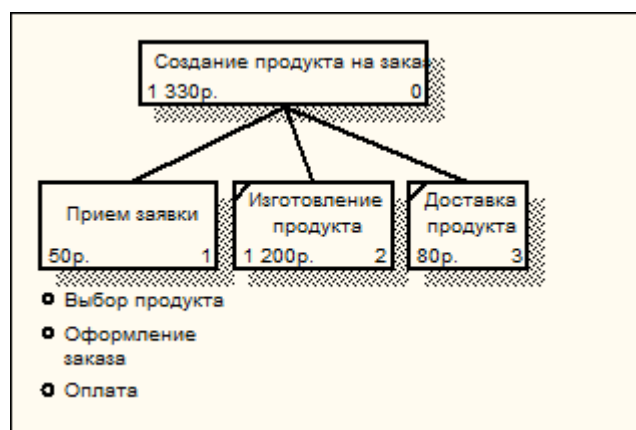 Создание продукта на зака
1 330р. 0
Прием заявки
50р. 1
Изготовление
продукта
1 200р. 2
Доставка
продукта
80р. 3
Выбор продукта
Оформление
заказа
Оплата